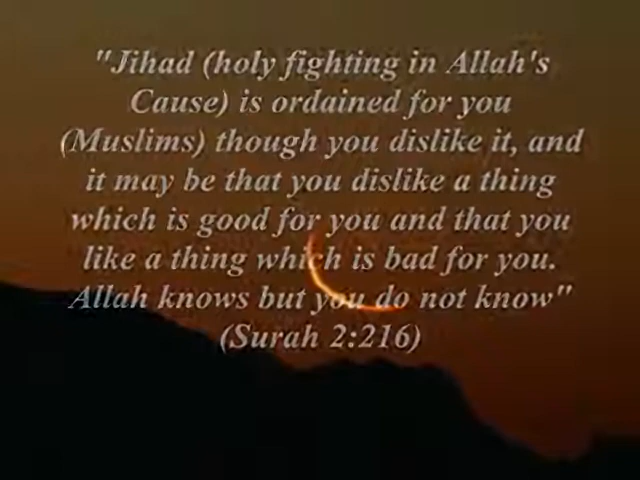 "Jihad (holy fighting in Allah's
Cause) is ordained for you
(Muslims) though you dislike it, and
it may be that you dislike a thing
which is good for you and that you
like a thing which is bad for you.
Allah knows but you do not know"
(Surah 2:216)